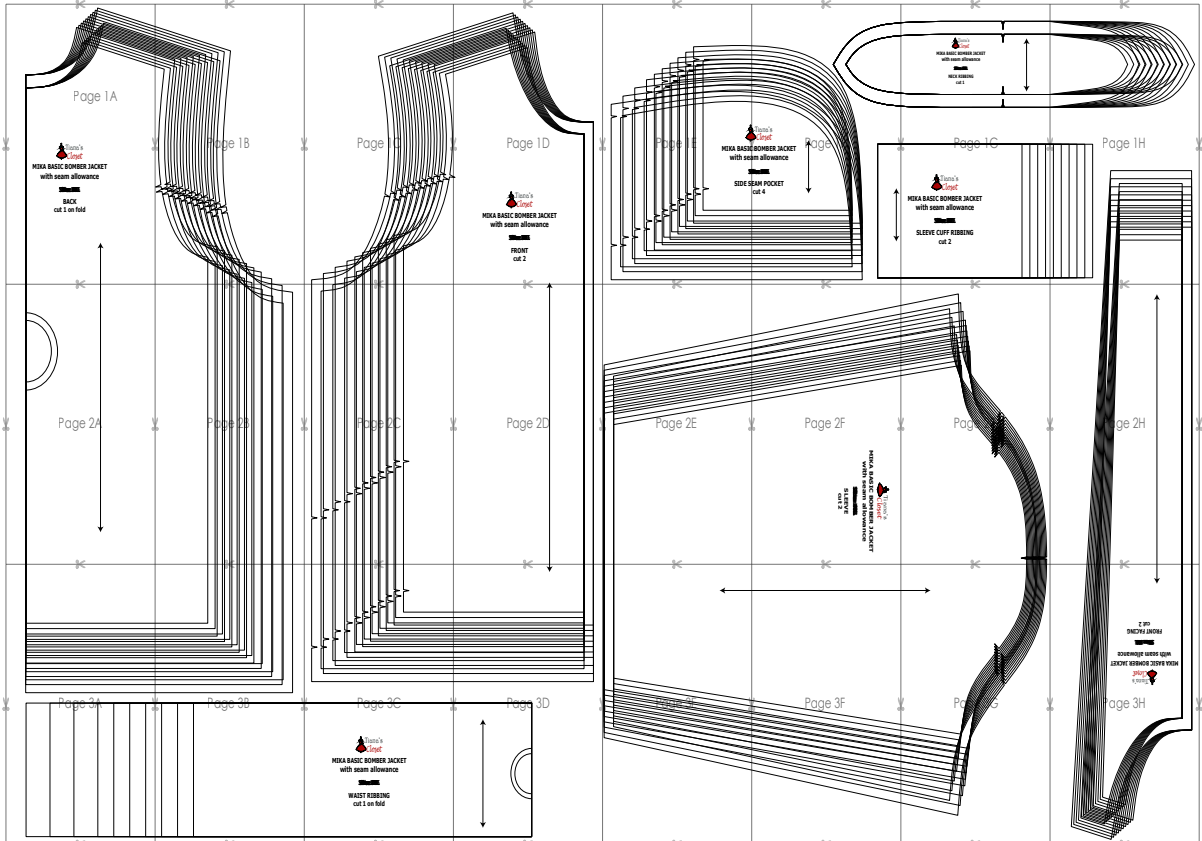 Page 1A
Page 1B
Page 1C
Page 1D
Page 1E
Page
Page 1G
Page 1H
Page 2A
Page 2B
Page 2C
Page 2D
Page 2E
Page 2F
Page
Page 2H
Page 3A
Page 3B
Page 3C
Page 3D
Page 3F
Page 3H
Tiana's
Closet
MIKA BASIC BOMBER JACKET
with seam allowance
BACK
cut 1 on fold
Tiana's
Closet
MIKA BASIC BOMBER JACKET
with seam allowance
FRONT
cut 2
Tiana's
Closet
MIKA BASIC BOMBER JACKET
with seam allowance
SIDE SEAM POCKET
cut 4
Tiana's
Closet
MIKA BASIC BOMBER JACKET
with seam allowance
NECK RIBBING
cut 1
Tiana's
Closet
MIKA BASIC BOMBER JACKET
with seam allowance
SLEEVE CUFF RIBBING
cut 2
Tiana's
Closet
MIKA BASIC BOMBER JACKET
with seam allowance
SLEEVE
cut 2
Tiana's
Closet
MIKA BASIC BOMBER JACKET
with seam allowance
FRONT FACING
cut 2
Tiana's
Closet
MIKA BASIC BOMBER JACKET
with seam allowance
WAIST RIBBING
cut 1 on fold